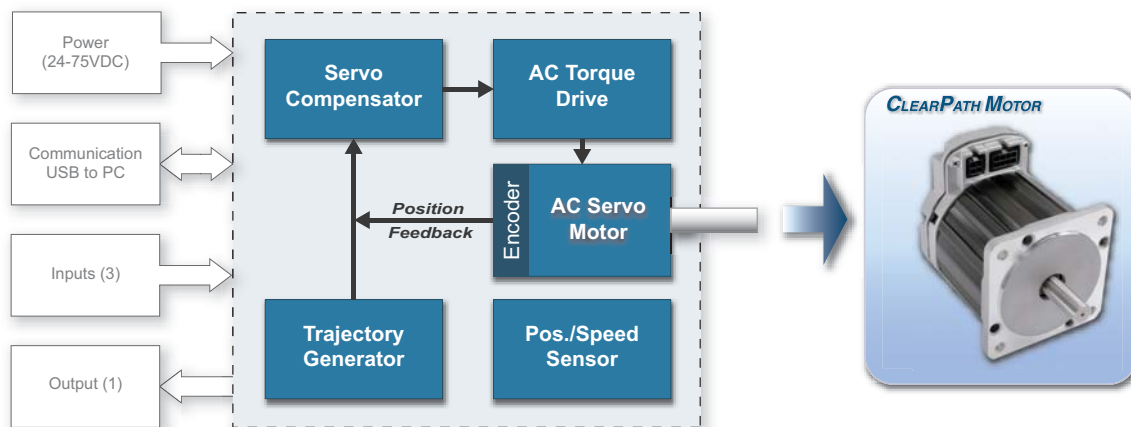 Power
(24-75VDC)
Communication
USB to PC
Inputs (3)
Output (1)
Servo
Compensator
AC Torque
Drive
Position
Feedback
Encoder
AC Servo
Motor
Trajectory
Generator
Pos./Speed
Sensor
CLEARPATH MOTOR